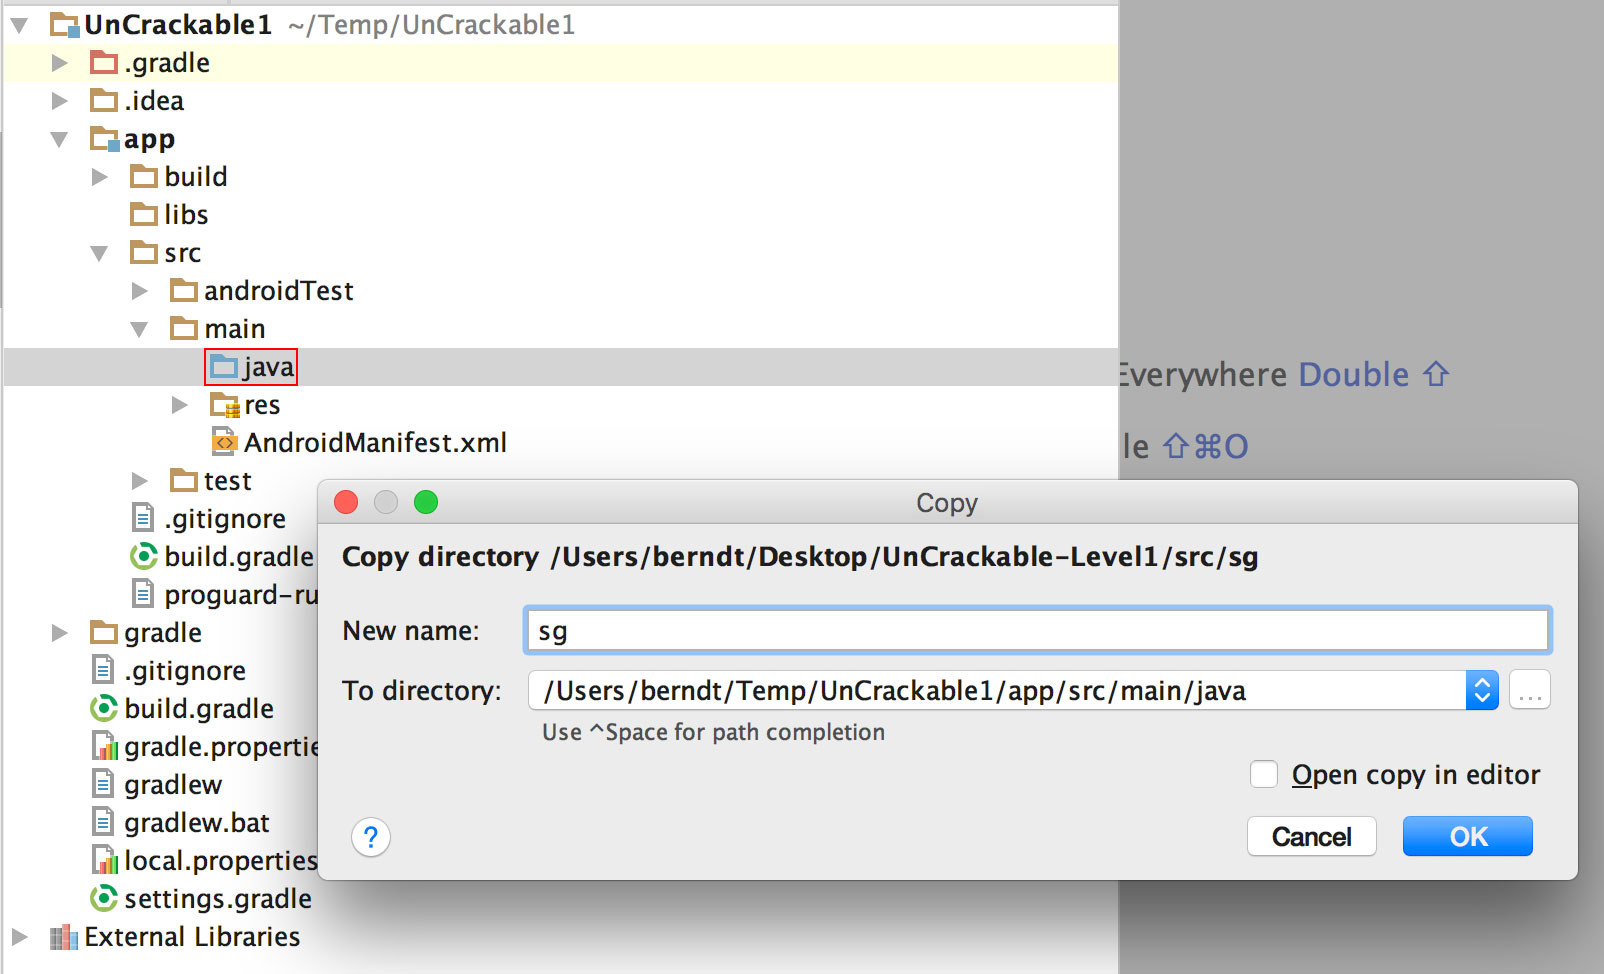 UnCrackable1 ~/Temp/UnCrackable1
.gradle
.idea
app
build
libs
src
androidTest
main
java
Everywhere Double ⇧
res
AndroidManifest.xml
le ⇧⌘O
test
.gitignore
build.gradle
proguard-ru
gradle
.gitignore
build.gradle
gradle.propertie
gradlew
gradlew.bat
local.properties
settings.gradle
External Libraries
Copy
Copy directory /Users/berndt/Desktop/UnCrackable-Level1/src/sg
New name: sg
To directory: /Users/berndt/Temp/UnCrackable1/app/src/main/java ...
Use ^Space for path completion
Open copy in editor
? Cancel OK